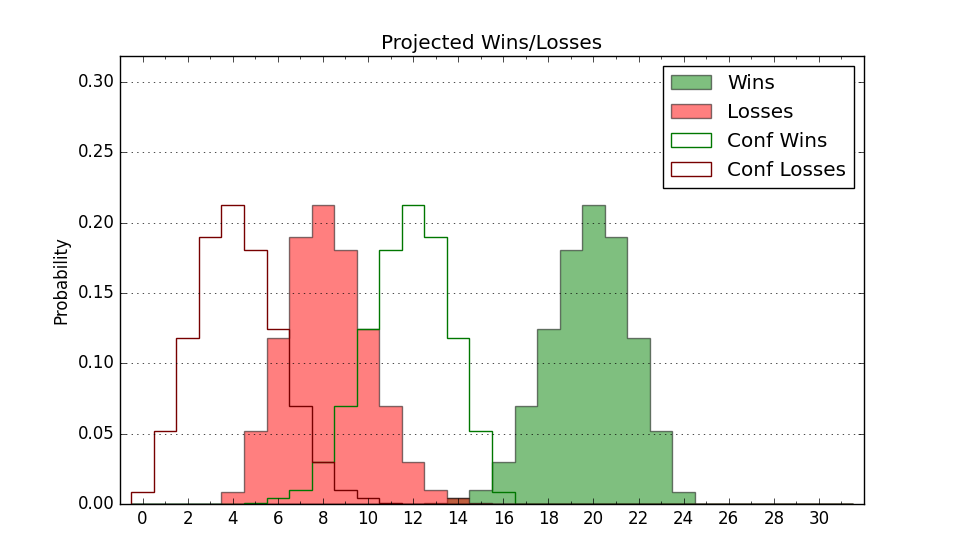 Projected Wins/Losses
Probability
0.30
0.25
0.20
0.15
0.10
0.05
0.00
0 2 4 6 8 10 12 14 16 18 20 22 24 26 28 30
Wins
Losses
Conf Wins
Conf Losses